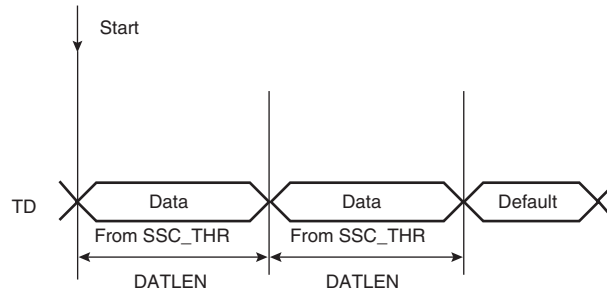 Start
TD Data Data Default
From SSC_THR From SSC_THR
DATLEN DATLEN